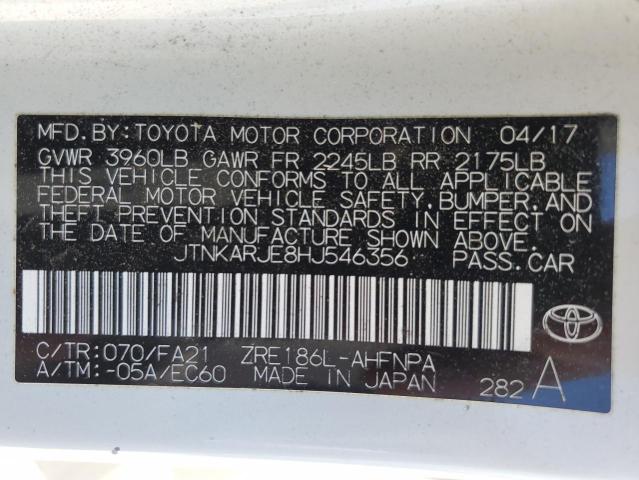 MFD.BY:TOYOTA MOTOR CORPORATION 04/17
GVWR 3960LB GAWR FR 2245LB RR 2175LB
THIS VEHICLE CONFORMS TO ALL APPLICABLE
FEDERAL MOTOR VEHICLE SAFETY,BUMPER,AND
THEFT PREVENTION STANDARDS IN EFFECT ON
THE DATE OF MANUFACTURE SHOWN ABOVE.
JTNKARJE8HJ546356 PASS.CAR
C/TR:070/FA21 ZRE186L-AHFNPA
A/TM:-05A/EC60 MADE IN JAPAN 282 A